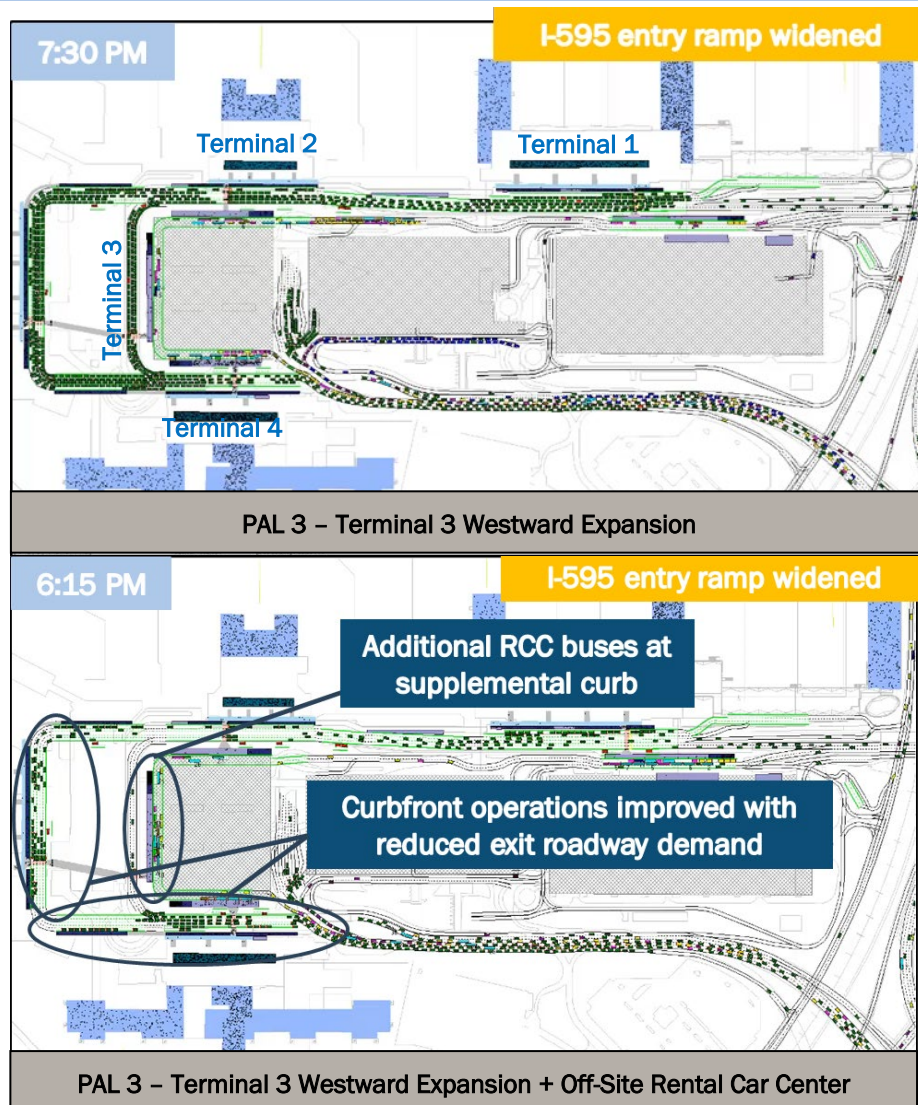 7:30 PM
I-595 entry ramp widened
Terminal 2
Terminal 1
Terminal 3
Terminal 4
PAL 3 – Terminal 3 Westward Expansion
6:15 PM
I-595 entry ramp widened
Additional RCC buses at
supplemental curb
Curbfront operations improved with
reduced exit roadway demand
PAL 3 – Terminal 3 Westward Expansion + Off-Site Rental Car Center